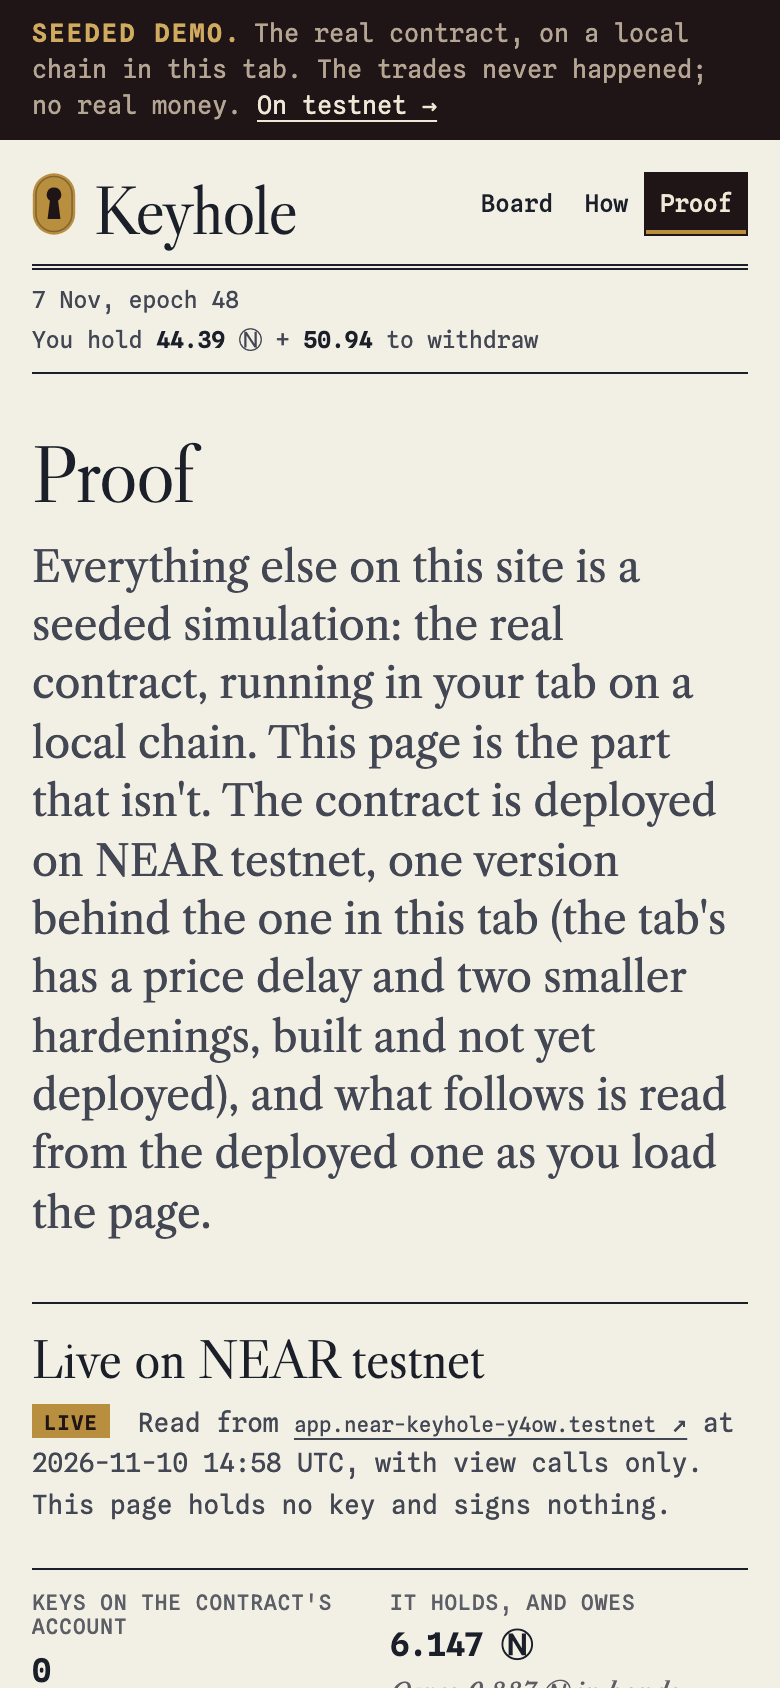 SEEDED DEMO. The real contract, on a local
chain in this tab. The trades never happened;
no real money. On testnet →
Keyhole
Board How Proof
7 Nov, epoch 48
You hold 44.39 Ⓝ + 50.94 to withdraw
Proof
Everything else on this site is a
seeded simulation: the real
contract, running in your tab on a
local chain. This page is the part
that isn't. The contract is deployed
on NEAR testnet, one version
behind the one in this tab (the tab's
has a price delay and two smaller
hardenings, built and not yet
deployed), and what follows is read
from the deployed one as you load
the page.
Live on NEAR testnet
LIVE Read from app.near-keyhole-y4ow.testnet ↗ at
2026-11-10 14:58 UTC, with view calls only.
This page holds no key and signs nothing.
KEYS ON THE CONTRACT'S
ACCOUNT
0
IT HOLDS, AND OWES
6.147 Ⓝ